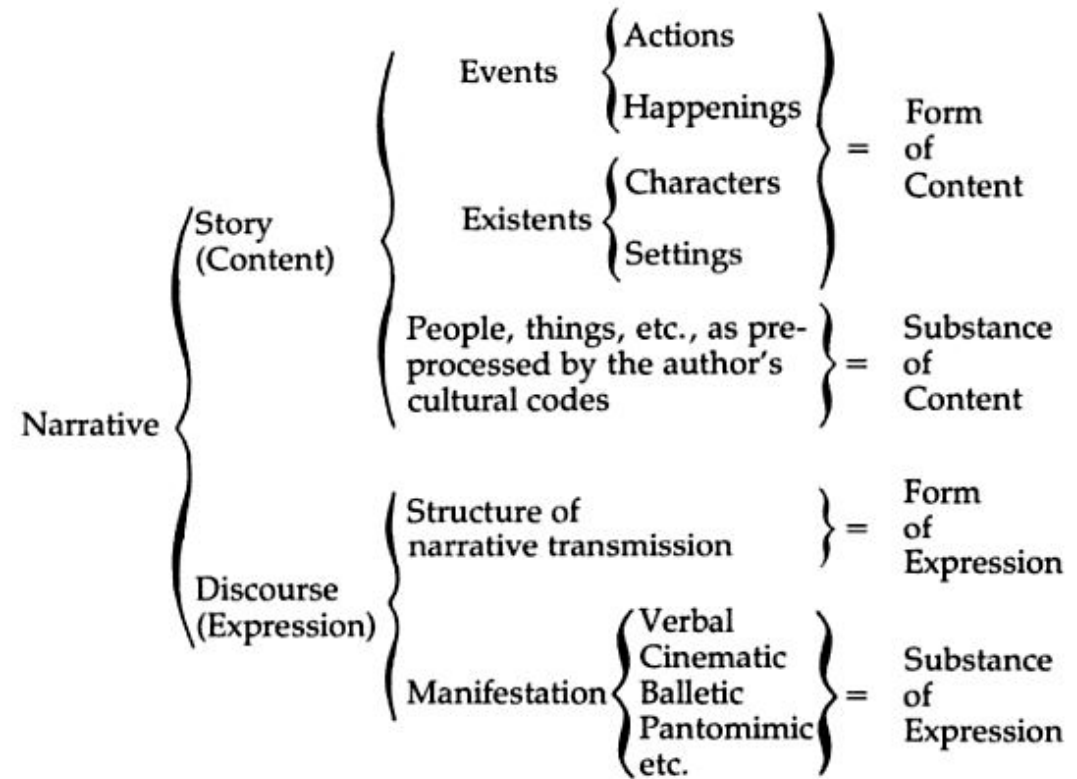 Narrative
Story
(Content)
Events
Actions
Happenings
Existents
Characters
Settings
= Form
of
Content
People, things, etc., as pre-
processed by the author's
cultural codes
= Substance
of
Content
Discourse
(Expression)
Structure of
narrative transmission
= Form
of
Expression
Manifestation
Verbal
Cinematic
Balletic
Pantomimic
etc.
= Substance
of
Expression